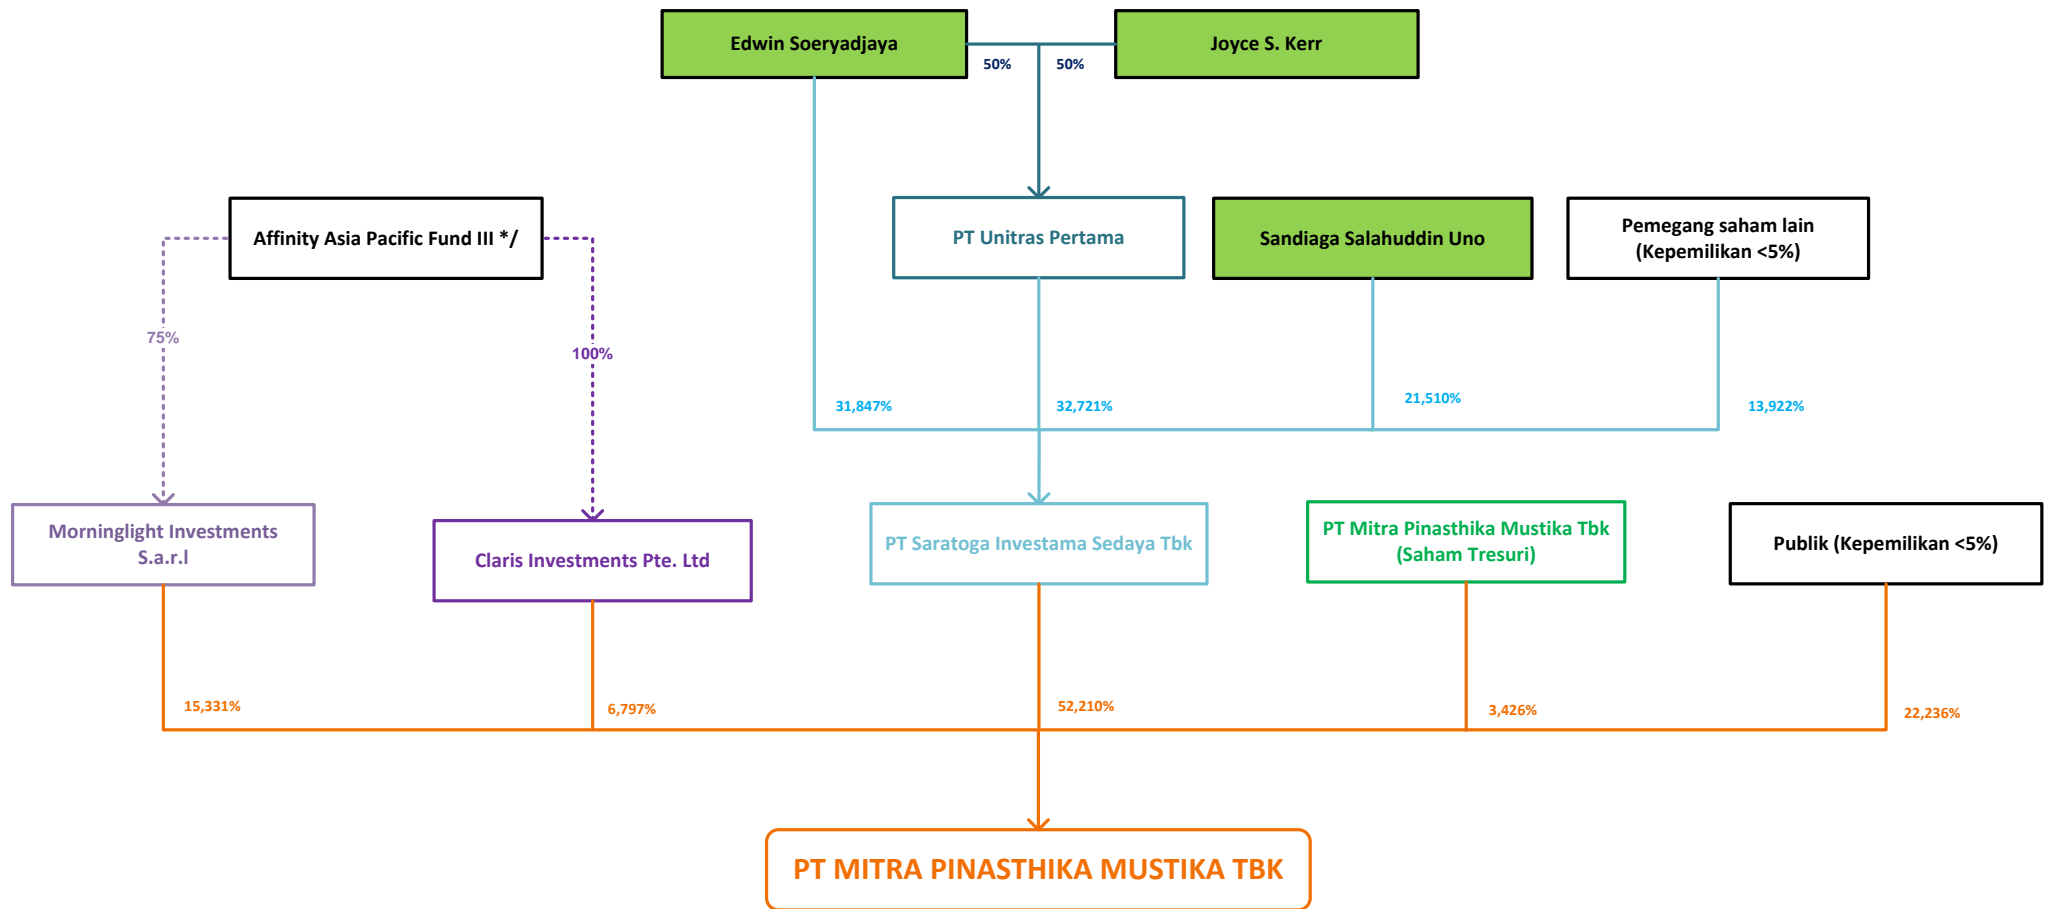 Edwin Soeryadjaya
Joyce S. Kerr
50%
50%
Affinity Asia Pacific Fund III */
PT Unitras Pertama
Sandiaga Salahuddin Uno
Pemegang saham lain
(Kepemilikan <5%)
75%
100%
31,847%
32,721%
21,510%
13,922%
Morninglight Investments
S.a.r.l
Claris Investments Pte. Ltd
PT Saratoga Investama Sedaya Tbk
PT Mitra Pinasthika Mustika Tbk
(Saham Tresuri)
Publik (Kepemilikan <5%)
15,331%
6,797%
52,210%
3,426%
22,236%
PT MITRA PINASTHIKA MUSTIKA TBK